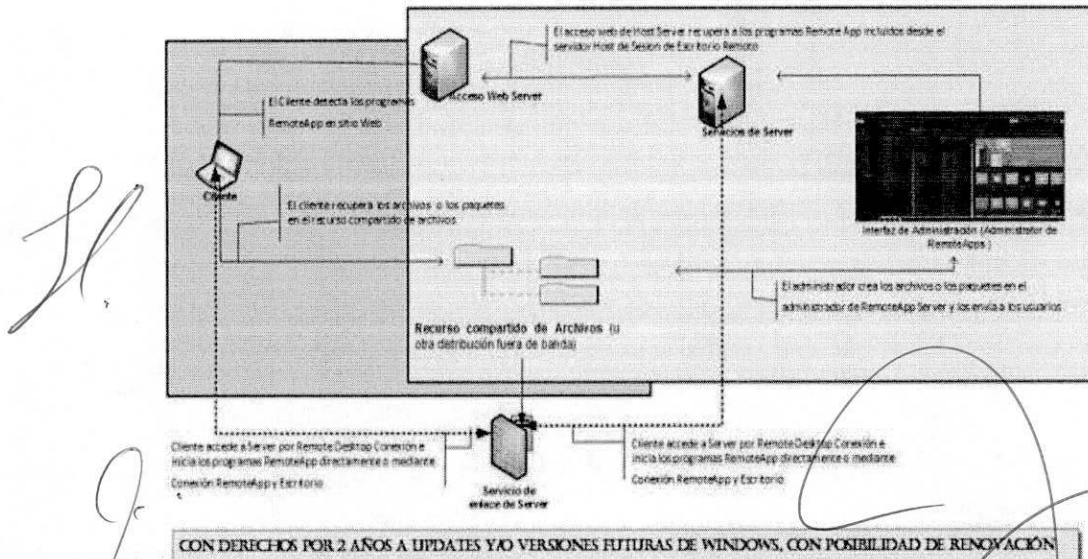 El acceso web de Host Server recupera a los programas Remote App incluidos desde el
servidor Host de Sesion de Escritorio Remoto
Acceso Web Server
Servicios de Server
El Cliente detecta los programas
RemoteApp en sitio Web
Cliente
El cliente recupera los archivos o los paquetes
en el recurso compartido de archivos
Interfaz de Administración (Administrador de
RemoteApps )
El administrador crea los archivos o los paquetes en el
administrador de RemoteApp Server y los envía a los usuarios
Recurso compartido de Archivos (u
otra distribución fuera de banda)
Cliente accede a Server por Remote Desktop Conexión e
inicia los programas RemoteApp directamente o mediante
Conexión RemoteApp y Escritorio
Servicio de
enlace de Server
Cliente accede a Server por Remote Desktop Conexión e
inicia los programas RemoteApp directamente o mediante
Conexión RemoteApp y Escritorio
CON DERECHOS POR 2 AÑOS A UPDATES Y/O VERSIONES FUTURAS DE WINDOWS, CON POSIBILIDAD DE RENOVACIÓN